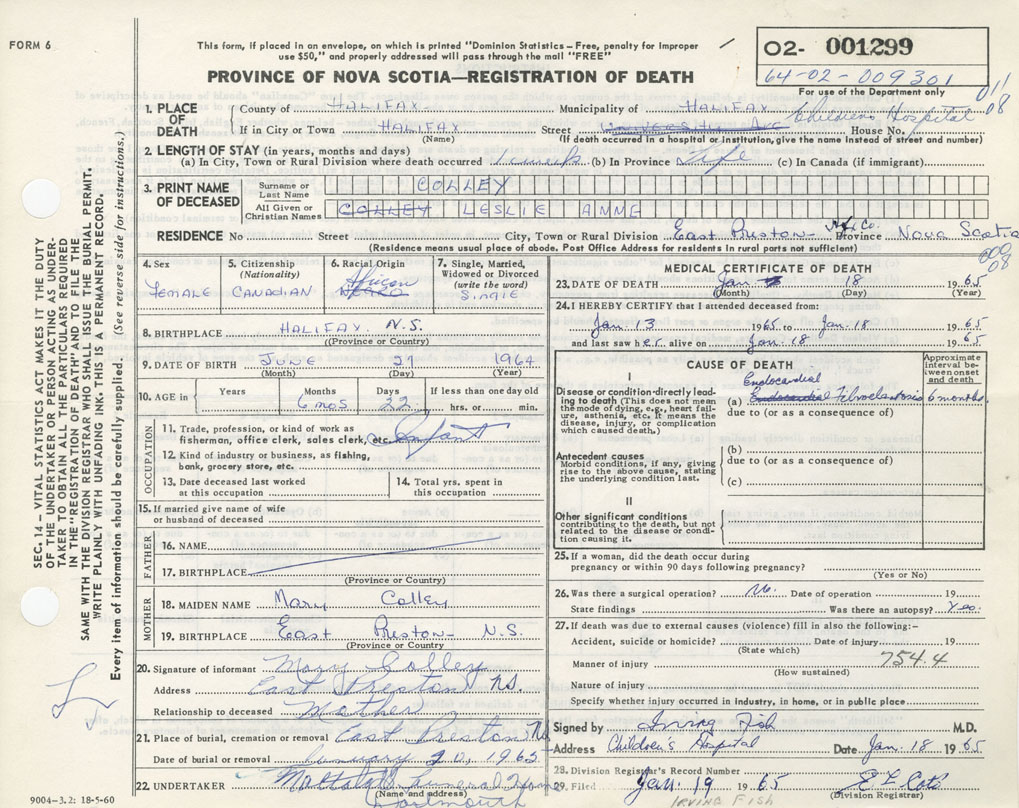 FORM 6
This form, if placed in an envelope, on which is printed "Dominion Statistics – Free, penalty for improper
use $50," and properly addressed will pass through the mail "FREE"
02- 001299
64-02-009301
For use of the Department only
PROVINCE OF NOVA SCOTIA—REGISTRATION OF DEATH
1. PLACE OF DEATH
County of HALIFAX Municipality of HALIFAX
If in City or Town HALIFAX Street House No.
Children's Hospital
(Name) (If death occurred in a hospital or institution, give the name instead of street and number)
2. LENGTH OF STAY (in years, months and days)
(a) In City, Town or Rural Division where death occurred (b) In Province Life (c) In Canada (if immigrant)
3. PRINT NAME OF DECEASED
Surname or Last Name COLLEY
All Given or Christian Names COLLEY LESLIE ANNE
RESIDENCE No Street City, Town or Rural Division East Preston Hfx Co. Province Nova Scotia
(Residence means usual place of abode. Post Office Address for residents in rural parts not sufficient)
4. Sex FEMALE
5. Citizenship (Nationality) CANADIAN
6. Racial Origin African NEGRO
7. Single, Married, Widowed or Divorced (write the word) SINGLE
8. BIRTHPLACE HALIFAX N.S.
(Province or County)
9. DATE OF BIRTH JUNE 27 1964
(Month) (Day) (Year)
10. AGE in Years Months Days If less than one day old
6 mos 22 hrs. or min.
OCCUPATION
11. Trade, profession, or kind of work as
fisherman, office clerk, sales clerk, etc. Infant
12. Kind of industry or business, as fishing,
bank, grocery store, etc.
13. Date deceased last worked at this occupation
14. Total yrs. spent in this occupation
15. If married give name of wife
or husband of deceased
FATHER
16. NAME
17. BIRTHPLACE
(Province or Country)
MOTHER
18. MAIDEN NAME Mary Colley
19. BIRTHPLACE East Preston N.S.
(Province or Country)
20. Signature of informant Mary Colley
Address East Preston NS.
Relationship to deceased Mother
21. Place of burial, cremation or removal East Preston, N
Date of burial or removal January 20, 1965
22. UNDERTAKER Funeral Home
(Name and address)
Dartmouth
MEDICAL CERTIFICATE OF DEATH
23. DATE OF DEATH Jan. 18 1965
(Month) (Day) (Year)
24. I HEREBY CERTIFY that I attended deceased from:
Jan 13 1965 to Jan. 18 1965
and last saw her alive on Jan. 18 1965
CAUSE OF DEATH
Approximate interval between onset and death
I
Disease or condition directly leading
to death (This does not mean
the mode of dying, e.g., heart failure,
asthenia, etc. It means the
disease, injury, or complication
which caused death.)
Endocardial
(a) Endocardial Fibroelastosis 6 months.
due to (or as a consequence of)
Antecedent causes
Morbid conditions, if any, giving
rise to the above cause, stating
the underlying condition last.
(b)
due to (or as a consequence of)
(c)
II
Other significant conditions
contributing to the death, but not
related to the disease or condition
causing it.
25. If a woman, did the death occur during
pregnancy or within 90 days following pregnancy?
(Yes or No)
26. Was there a surgical operation? No. Date of operation 19
State findings Was there an autopsy? Yes.
27. If death was due to external causes (violence) fill in also the following:-
Accident, suicide or homicide? Date of injury 19
(State which)
Manner of injury 754.4
(How sustained)
Nature of injury
Specify whether injury occurred in Industry, in home, or in public place
Signed by Irving Fish M.D.
Address Children's Hospital Date Jan. 18 1965
28. Division Registrar's Record Number
29. Filed Jan. 19 1965
(Division Registrar)
IRVING FISH
SEC. 14 – VITAL STATISTICS ACT MAKES IT THE DUTY
OF THE UNDERTAKER OR PERSON ACTING AS UNDER-
TAKER TO OBTAIN ALL THE PARTICULARS REQUIRED
IN THE "REGISTRATION OF DEATH" AND TO FILE THE
SAME WITH THE DIVISION REGISTRAR WHO SHALL ISSUE THE BURIAL PERMIT.
WRITE PLAINLY WITH UNFADING INK. THIS IS A PERMANENT RECORD.
Every item of information should be carefully supplied. (See reverse side for instructions.)
9004-3.2: 18-5-60